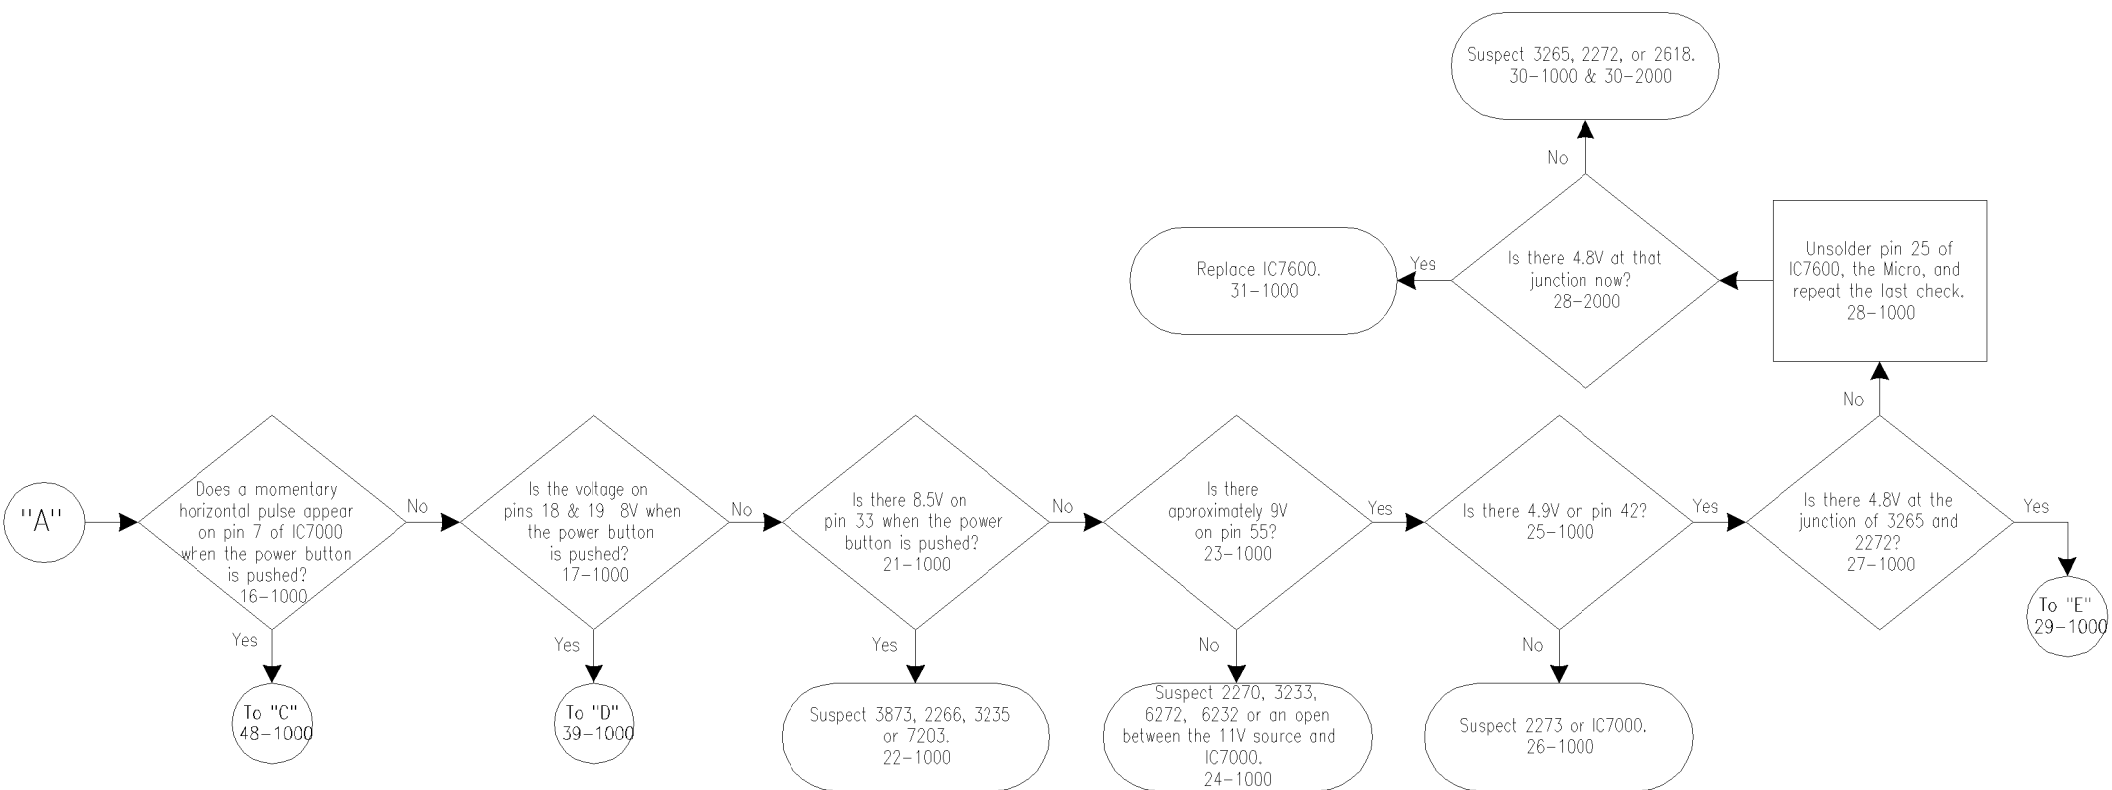 Suspect 3265, 2272, or 2618.
30-1000 & 30-2000
No
Is there 4.8V at that
junction now?
28-2000
Yes
Replace IC7600.
31-1000
Unsolder pin 25 of
IC7600, the Micro, and
repeat the last check.
28-1000
No
"A"
Does a momentary
horizontal pulse appear
on pin 7 of IC7000
when the power button
is pushed?
16-1000
No
Yes
To "C"
48-1000
Is the voltage on
pins 18 & 19 8V when
the power button
is pushed?
17-1000
No
Yes
To "D"
39-1000
Is there 8.5V on
pin 33 when the power
button is pushed?
21-1000
No
Yes
Suspect 3873, 2266, 3235
or 7203.
22-1000
Is there
approximately 9V
on pin 55?
23-1000
Yes
No
Suspect 2270, 3233,
6272, 6232 or an open
between the 11V source and
IC7000.
24-1000
Is there 4.9V or pin 42?
25-1000
Yes
No
Suspect 2273 or IC7000.
26-1000
Is there 4.8V at the
junction of 3265 and
2272?
27-1000
Yes
To "E"
29-1000